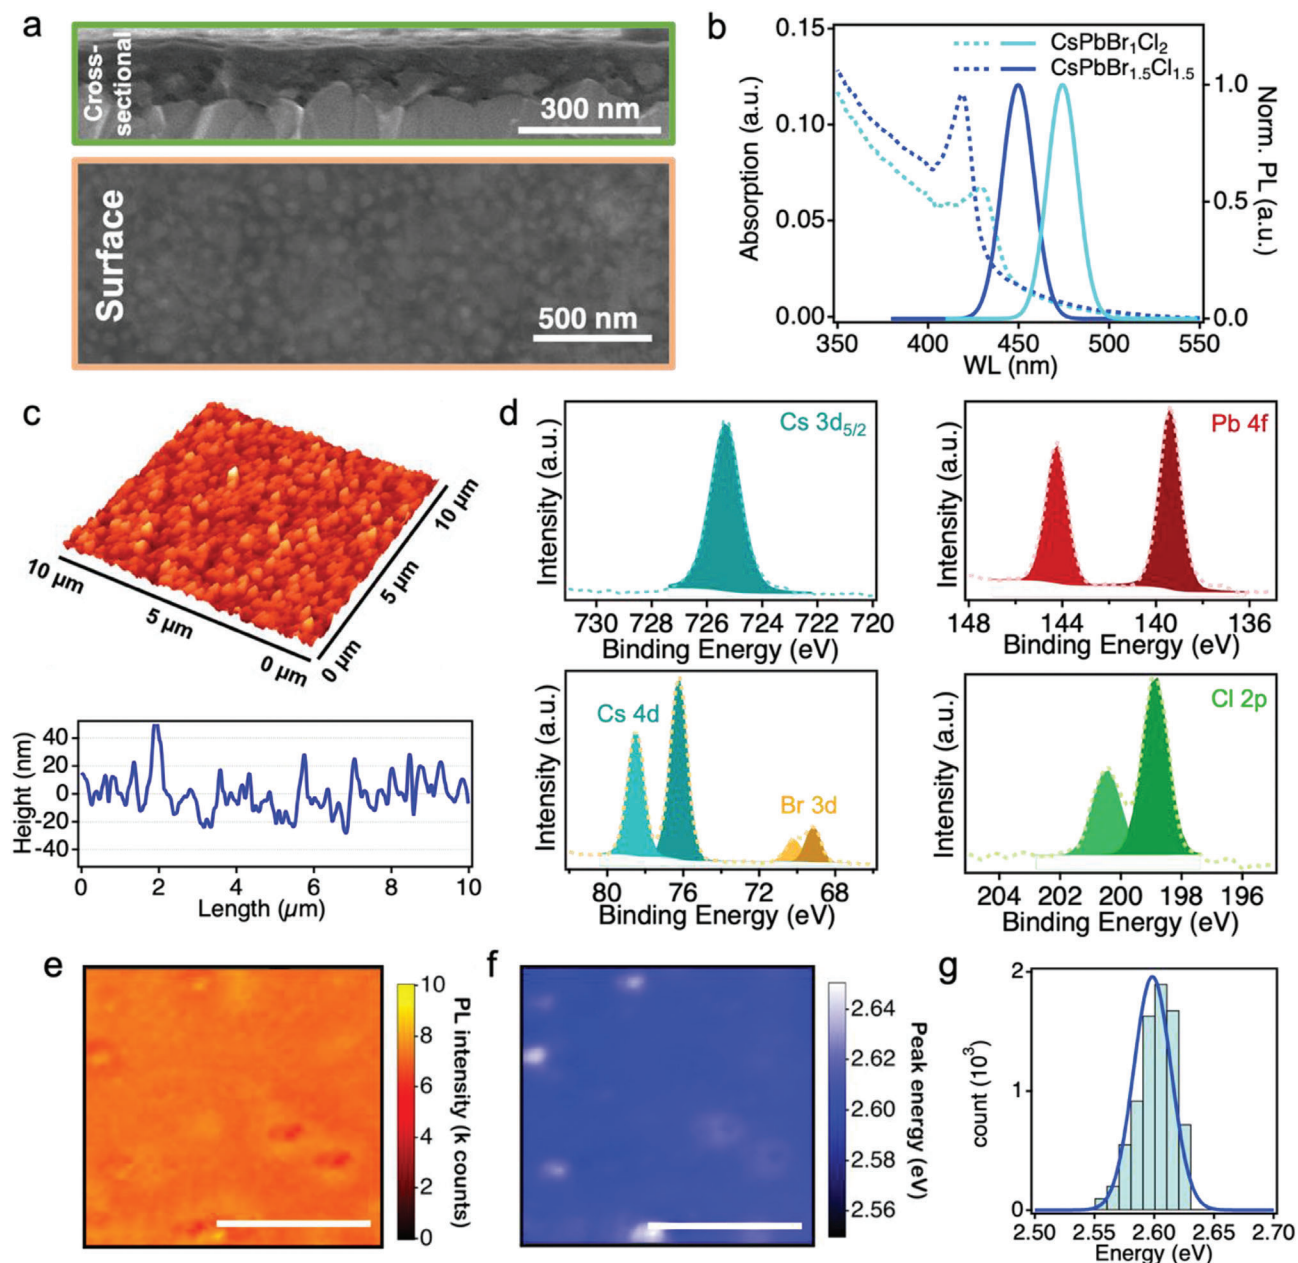 a
Cross-
sectional
300 nm
Surface
500 nm
b
0.15
0.10
0.05
0.00
Absorption (a.u.)
CsPbBr₁Cl₂
CsPbBr₁.₅Cl₁.₅
1.0
0.5
0.0
Norm. PL (a.u.)
350 400 450 500 550
WL (nm)
c
10 µm
5 µm
0 µm
0 µm
5 µm
10 µm
Height (nm)
40
20
0
-20
-40
0 2 4 6 8 10
Length (µm)
d
Intensity (a.u.)
Cs 3d₅/₂
730 728 726 724 722 720
Binding Energy (eV)
Intensity (a.u.)
Pb 4f
148 144 140 136
Binding Energy (eV)
Intensity (a.u.)
Cs 4d
Br 3d
80 76 72 68
Binding Energy (eV)
Intensity (a.u.)
Cl 2p
204 202 200 198 196
Binding Energy (eV)
e
10
8
6
4
2
0
PL intensity (k counts)
f
2.64
2.62
2.60
2.58
2.56
Peak energy (eV)
g
count (10³)
2
1
0
2.50 2.55 2.60 2.65 2.70
Energy (eV)